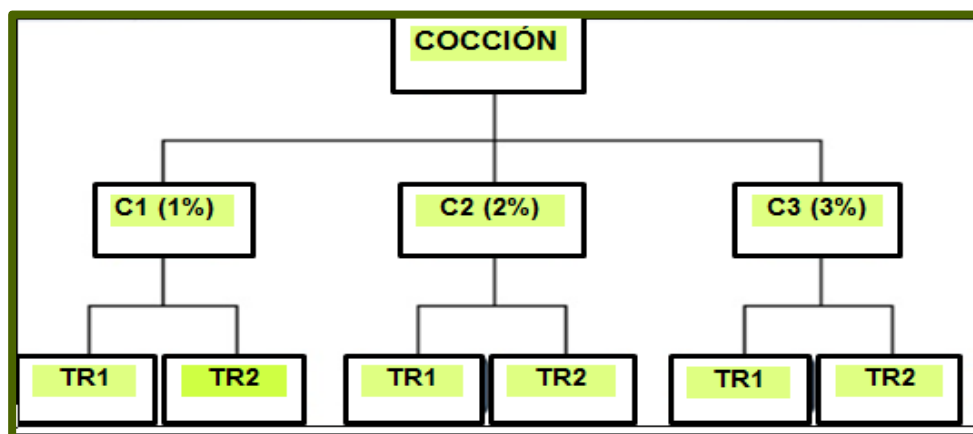 COCCIÓN
C1 (1%)
C2 (2%)
C3 (3%)
TR1
TR2
TR1
TR2
TR1
TR2